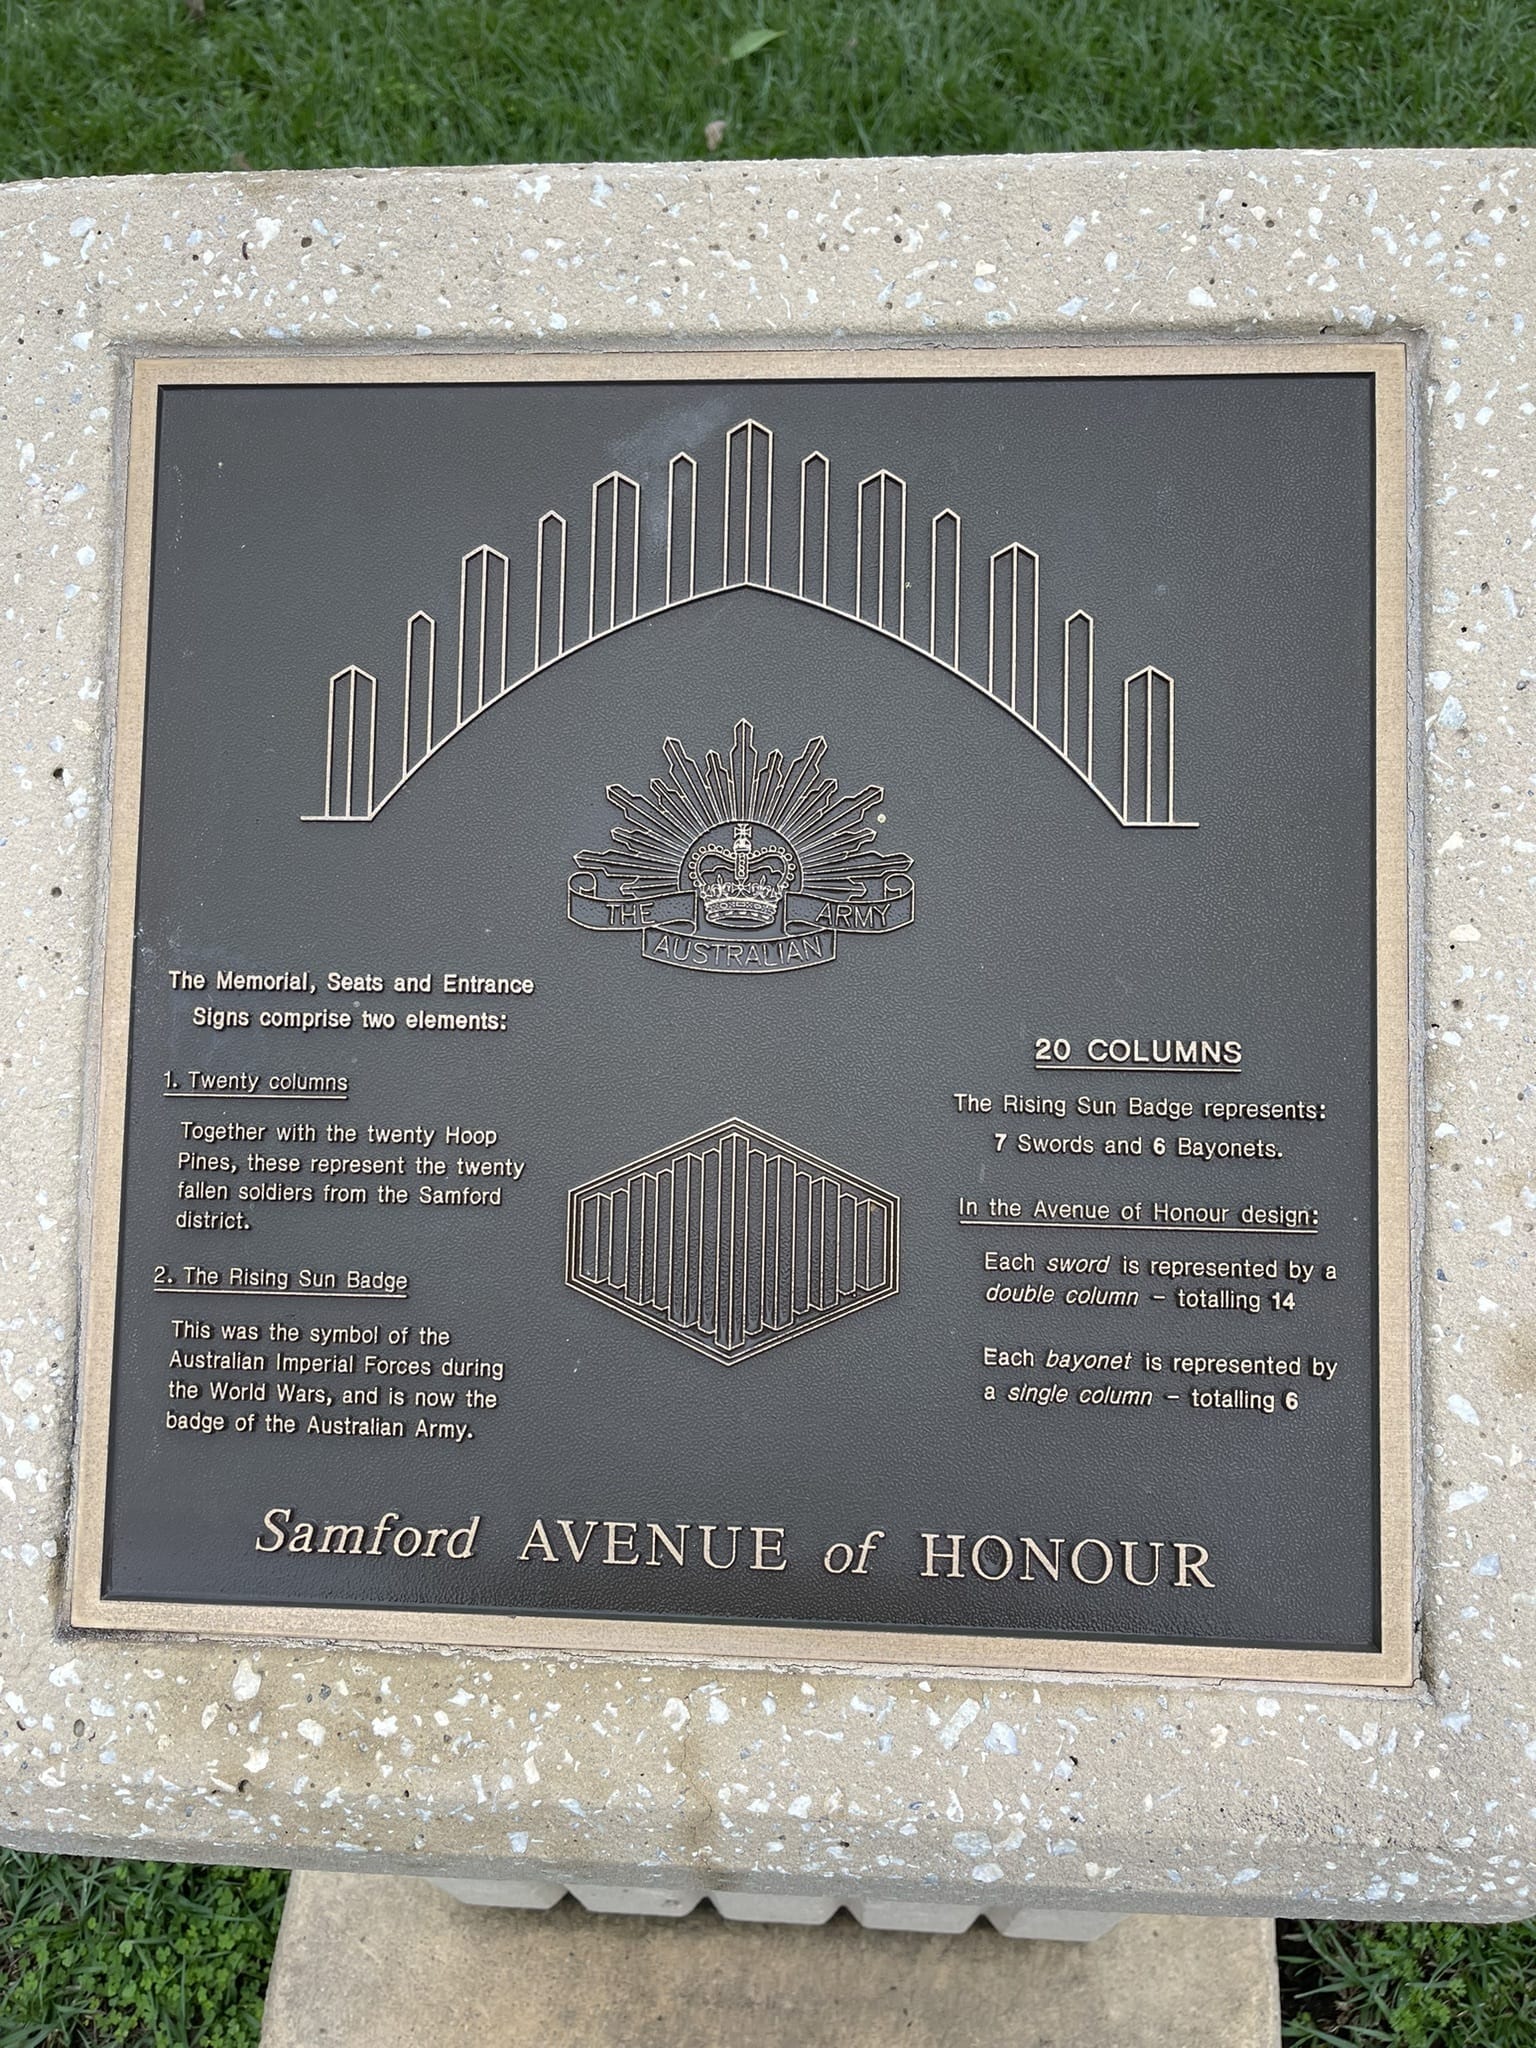 THE ARMY
AUSTRALIAN
The Memorial, Seats and Entrance
Signs comprise two elements:
1. Twenty columns
Together with the twenty Hoop
Pines, these represent the twenty
fallen soldiers from the Samford
district.
2. The Rising Sun Badge
This was the symbol of the
Australian Imperial Forces during
the World Wars, and is now the
badge of the Australian Army.
20 COLUMNS
The Rising Sun Badge represents:
7 Swords and 6 Bayonets.
In the Avenue of Honour design:
Each sword is represented by a
double column - totalling 14
Each bayonet is represented by
a single column - totalling 6
Samford AVENUE of HONOUR